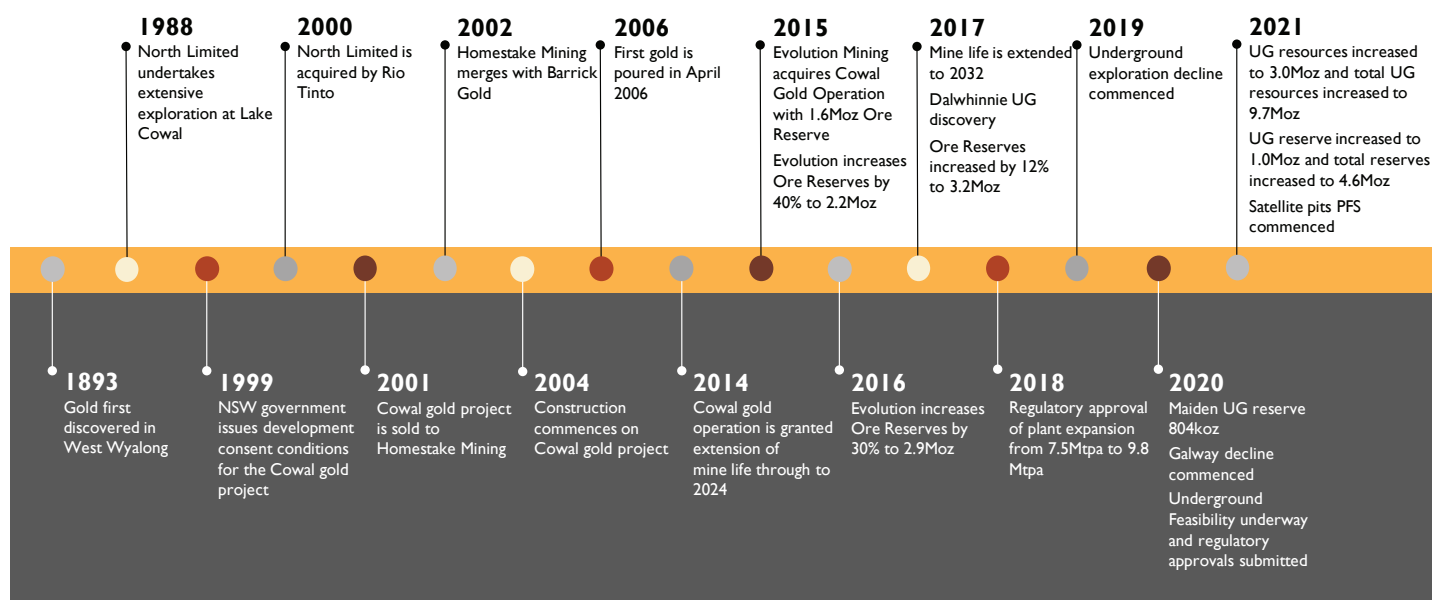 1988
North Limited
undertakes
extensive
exploration at Lake
Cowal
2000
North Limited is
acquired by Rio
Tinto
2002
Homestake Mining
merges with Barrick
Gold
2006
First gold is
poured in April
2006
2015
Evolution Mining
acquires Cowal
Gold Operation
with 1.6Moz Ore
Reserve
Evolution increases
Ore Reserves by
40% to 2.2Moz
2017
Mine life is extended
to 2032
Dalwhinnie UG
discovery
Ore Reserves
increased by 12%
to 3.2Moz
2019
Underground
exploration decline
commenced
2021
UG resources increased
to 3.0Moz and total UG
resources increased to
9.7Moz
UG reserve increased to
1.0Moz and total reserves
increased to 4.6Moz
Satellite pits PFS
commenced
1893
Gold first
discovered in
West Wyalong
1999
NSW government
issues development
consent conditions
for the Cowal gold
project
2001
Cowal gold project
is sold to
Homestake Mining
2004
Construction
commences on
Cowal gold project
2014
Cowal gold
operation is granted
extension of
mine life through to
2024
2016
Evolution increases
Ore Reserves by
30% to 2.9Moz
2018
Regulatory approval
of plant expansion
from 7.5Mtpa to 9.8
Mtpa
2020
Maiden UG reserve
804koz
Galway decline
commenced
Underground
Feasibility underway
and regulatory
approvals submitted